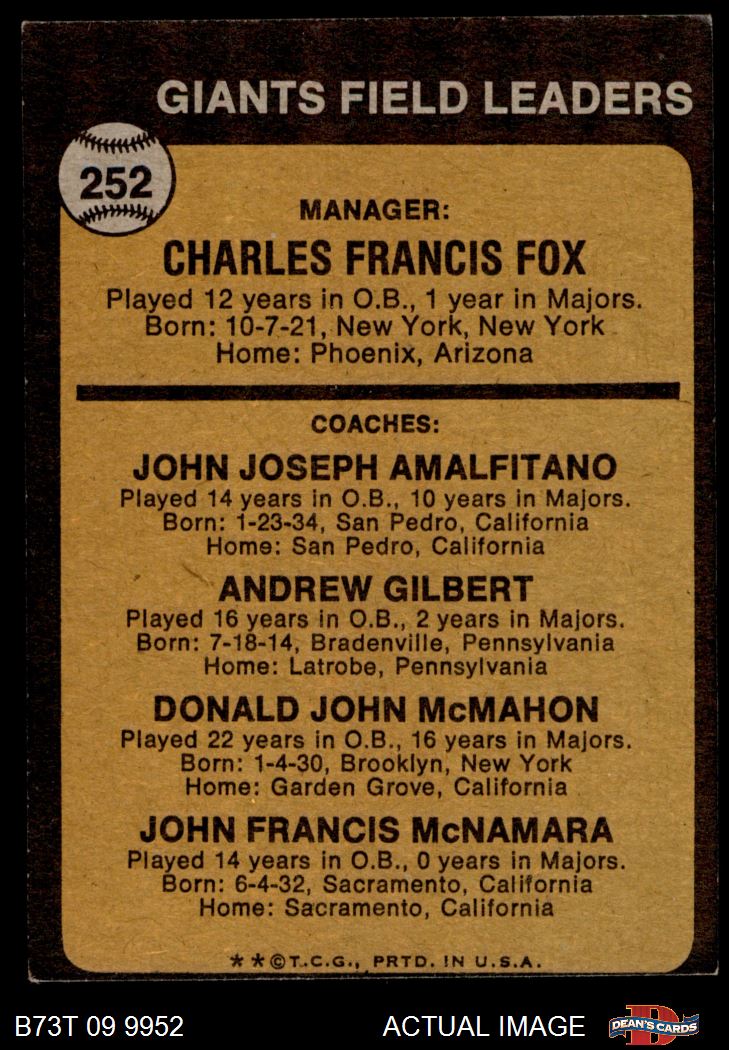 GIANTS FIELD LEADERS
252
MANAGER:
CHARLES FRANCIS FOX
Played 12 years in O.B., 1 year in Majors.
Born: 10-7-21, New York, New York
Home: Phoenix, Arizona
COACHES:
JOHN JOSEPH AMALFITANO
Played 14 years in O.B., 10 years in Majors.
Born: 1-23-34, San Pedro, California
Home: San Pedro, California
ANDREW GILBERT
Played 16 years in O.B., 2 years in Majors.
Born: 7-18-14, Bradenville, Pennsylvania
Home: Latrobe, Pennsylvania
DONALD JOHN McMAHON
Played 22 years in O.B., 16 years in Majors.
Born: 1-4-30, Brooklyn, New York
Home: Garden Grove, California
JOHN FRANCIS McNAMARA
Played 14 years in O.B., 0 years in Majors.
Born: 6-4-32, Sacramento, California
Home: Sacramento, California
* * ©T.C.G., PRTD. IN U.S.A.
B73T 09 9952
ACTUAL IMAGE
D
DEAN'S CARDS